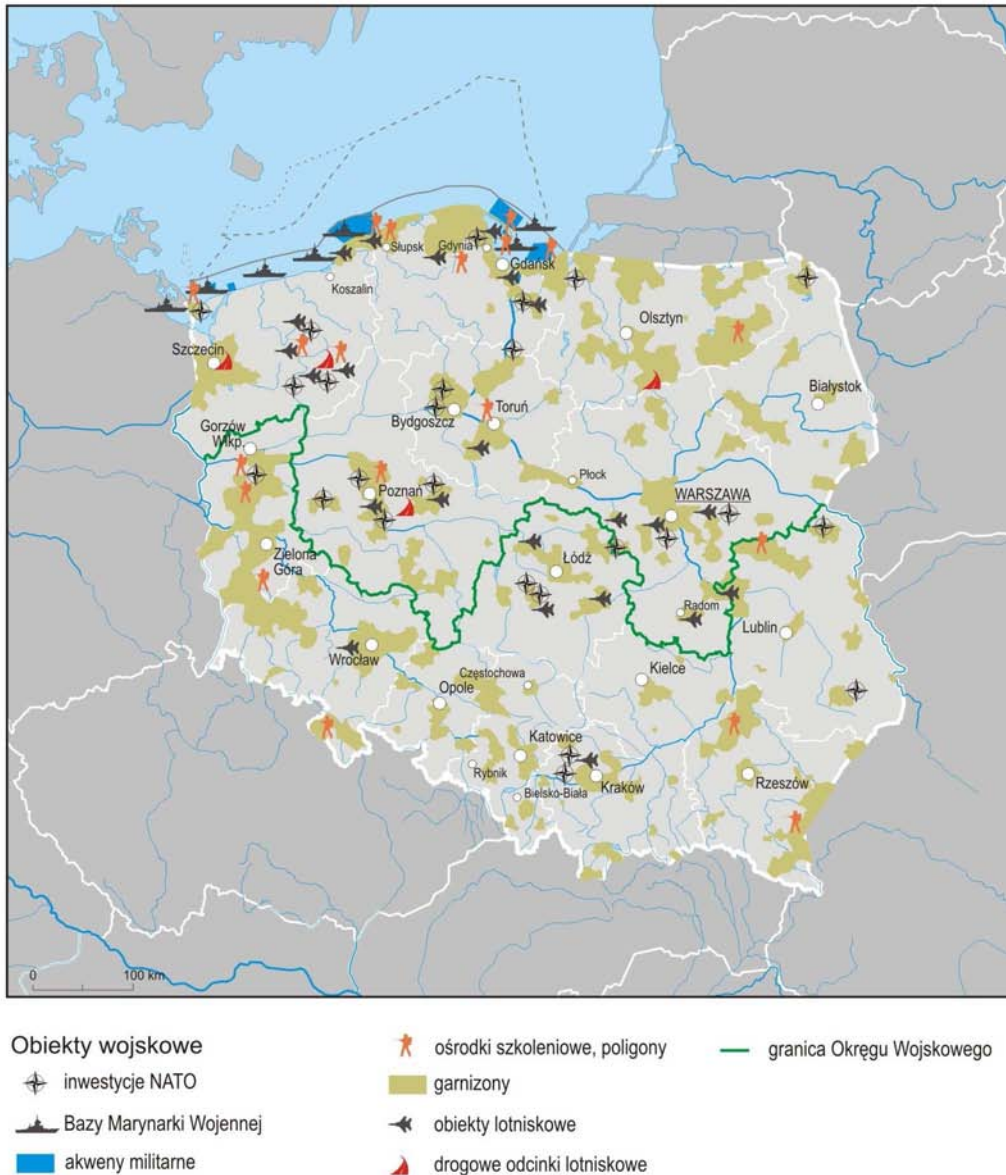 Słupsk
Gdynia
Gdańsk
Koszalin
Olsztyn
Szczecin
Białystok
Bydgoszcz
Toruń
Gorzów
Wlkp.
Płock
Poznań
WARSZAWA
Zielona
Góra
Łódź
Radom
Lublin
Wrocław
Kielce
Częstochowa
Opole
Katowice
Rybnik
Kraków
Rzeszów
Bielsko-Biała
0 100 km
Obiekty wojskowe
inwestycje NATO
Bazy Marynarki Wojennej
akweny militarne
ośrodki szkoleniowe, poligony
garnizony
obiekty lotniskowe
drogowe odcinki lotniskowe
granica Okręgu Wojskowego